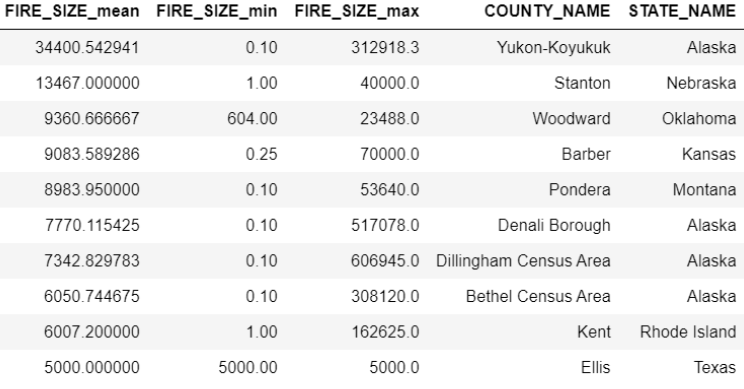 FIRE_SIZE_mean FIRE_SIZE_min FIRE_SIZE_max COUNTY_NAME STATE_NAME
34400.542941 0.10 312918.3 Yukon-Koyukuk Alaska
13467.000000 1.00 40000.0 Stanton Nebraska
9360.666667 604.00 23488.0 Woodward Oklahoma
9083.589286 0.25 70000.0 Barber Kansas
8983.950000 0.10 53640.0 Pondera Montana
7770.115425 0.10 517078.0 Denali Borough Alaska
7342.829783 0.10 606945.0 Dillingham Census Area Alaska
6050.744675 0.10 308120.0 Bethel Census Area Alaska
6007.200000 1.00 162625.0 Kent Rhode Island
5000.000000 5000.00 5000.0 Ellis Texas